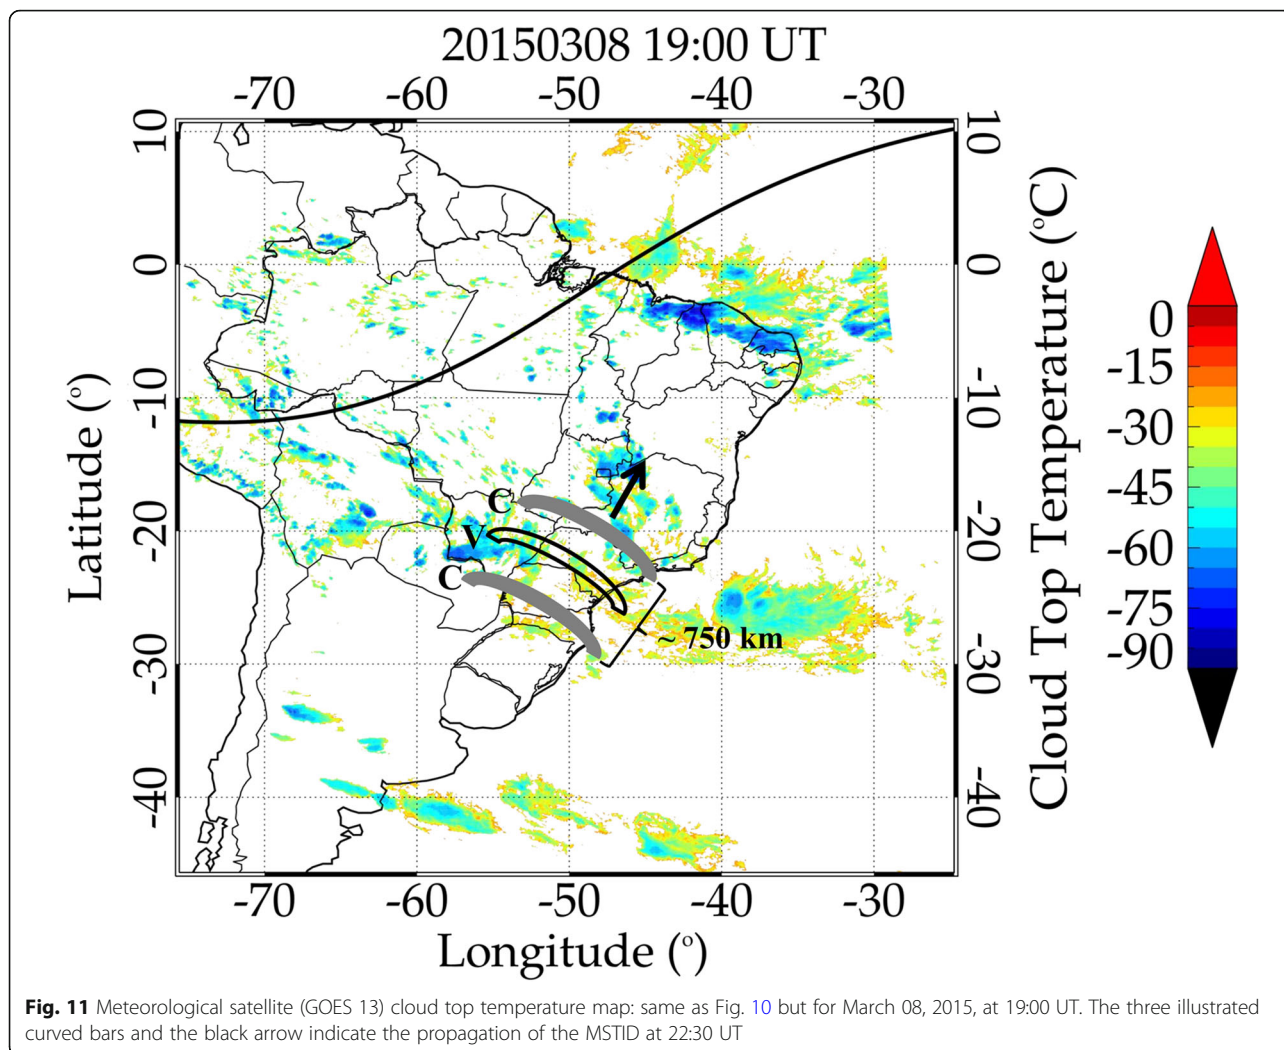 20150308 19:00 UT
-70 -60 -50 -40 -30
10 10
0 0
-10 -10
-20 -20
-30 -30
-40 -40
Latitude (º)
C
V
C
~ 750 km
-70 -60 -50 -40 -30
Longitude (º)
Cloud Top Temperature (ºC)
0
-15
-30
-45
-60
-75
-90
Fig. 11 Meteorological satellite (GOES 13) cloud top temperature map: same as Fig. 10 but for March 08, 2015, at 19:00 UT. The three illustrated
curved bars and the black arrow indicate the propagation of the MSTID at 22:30 UT